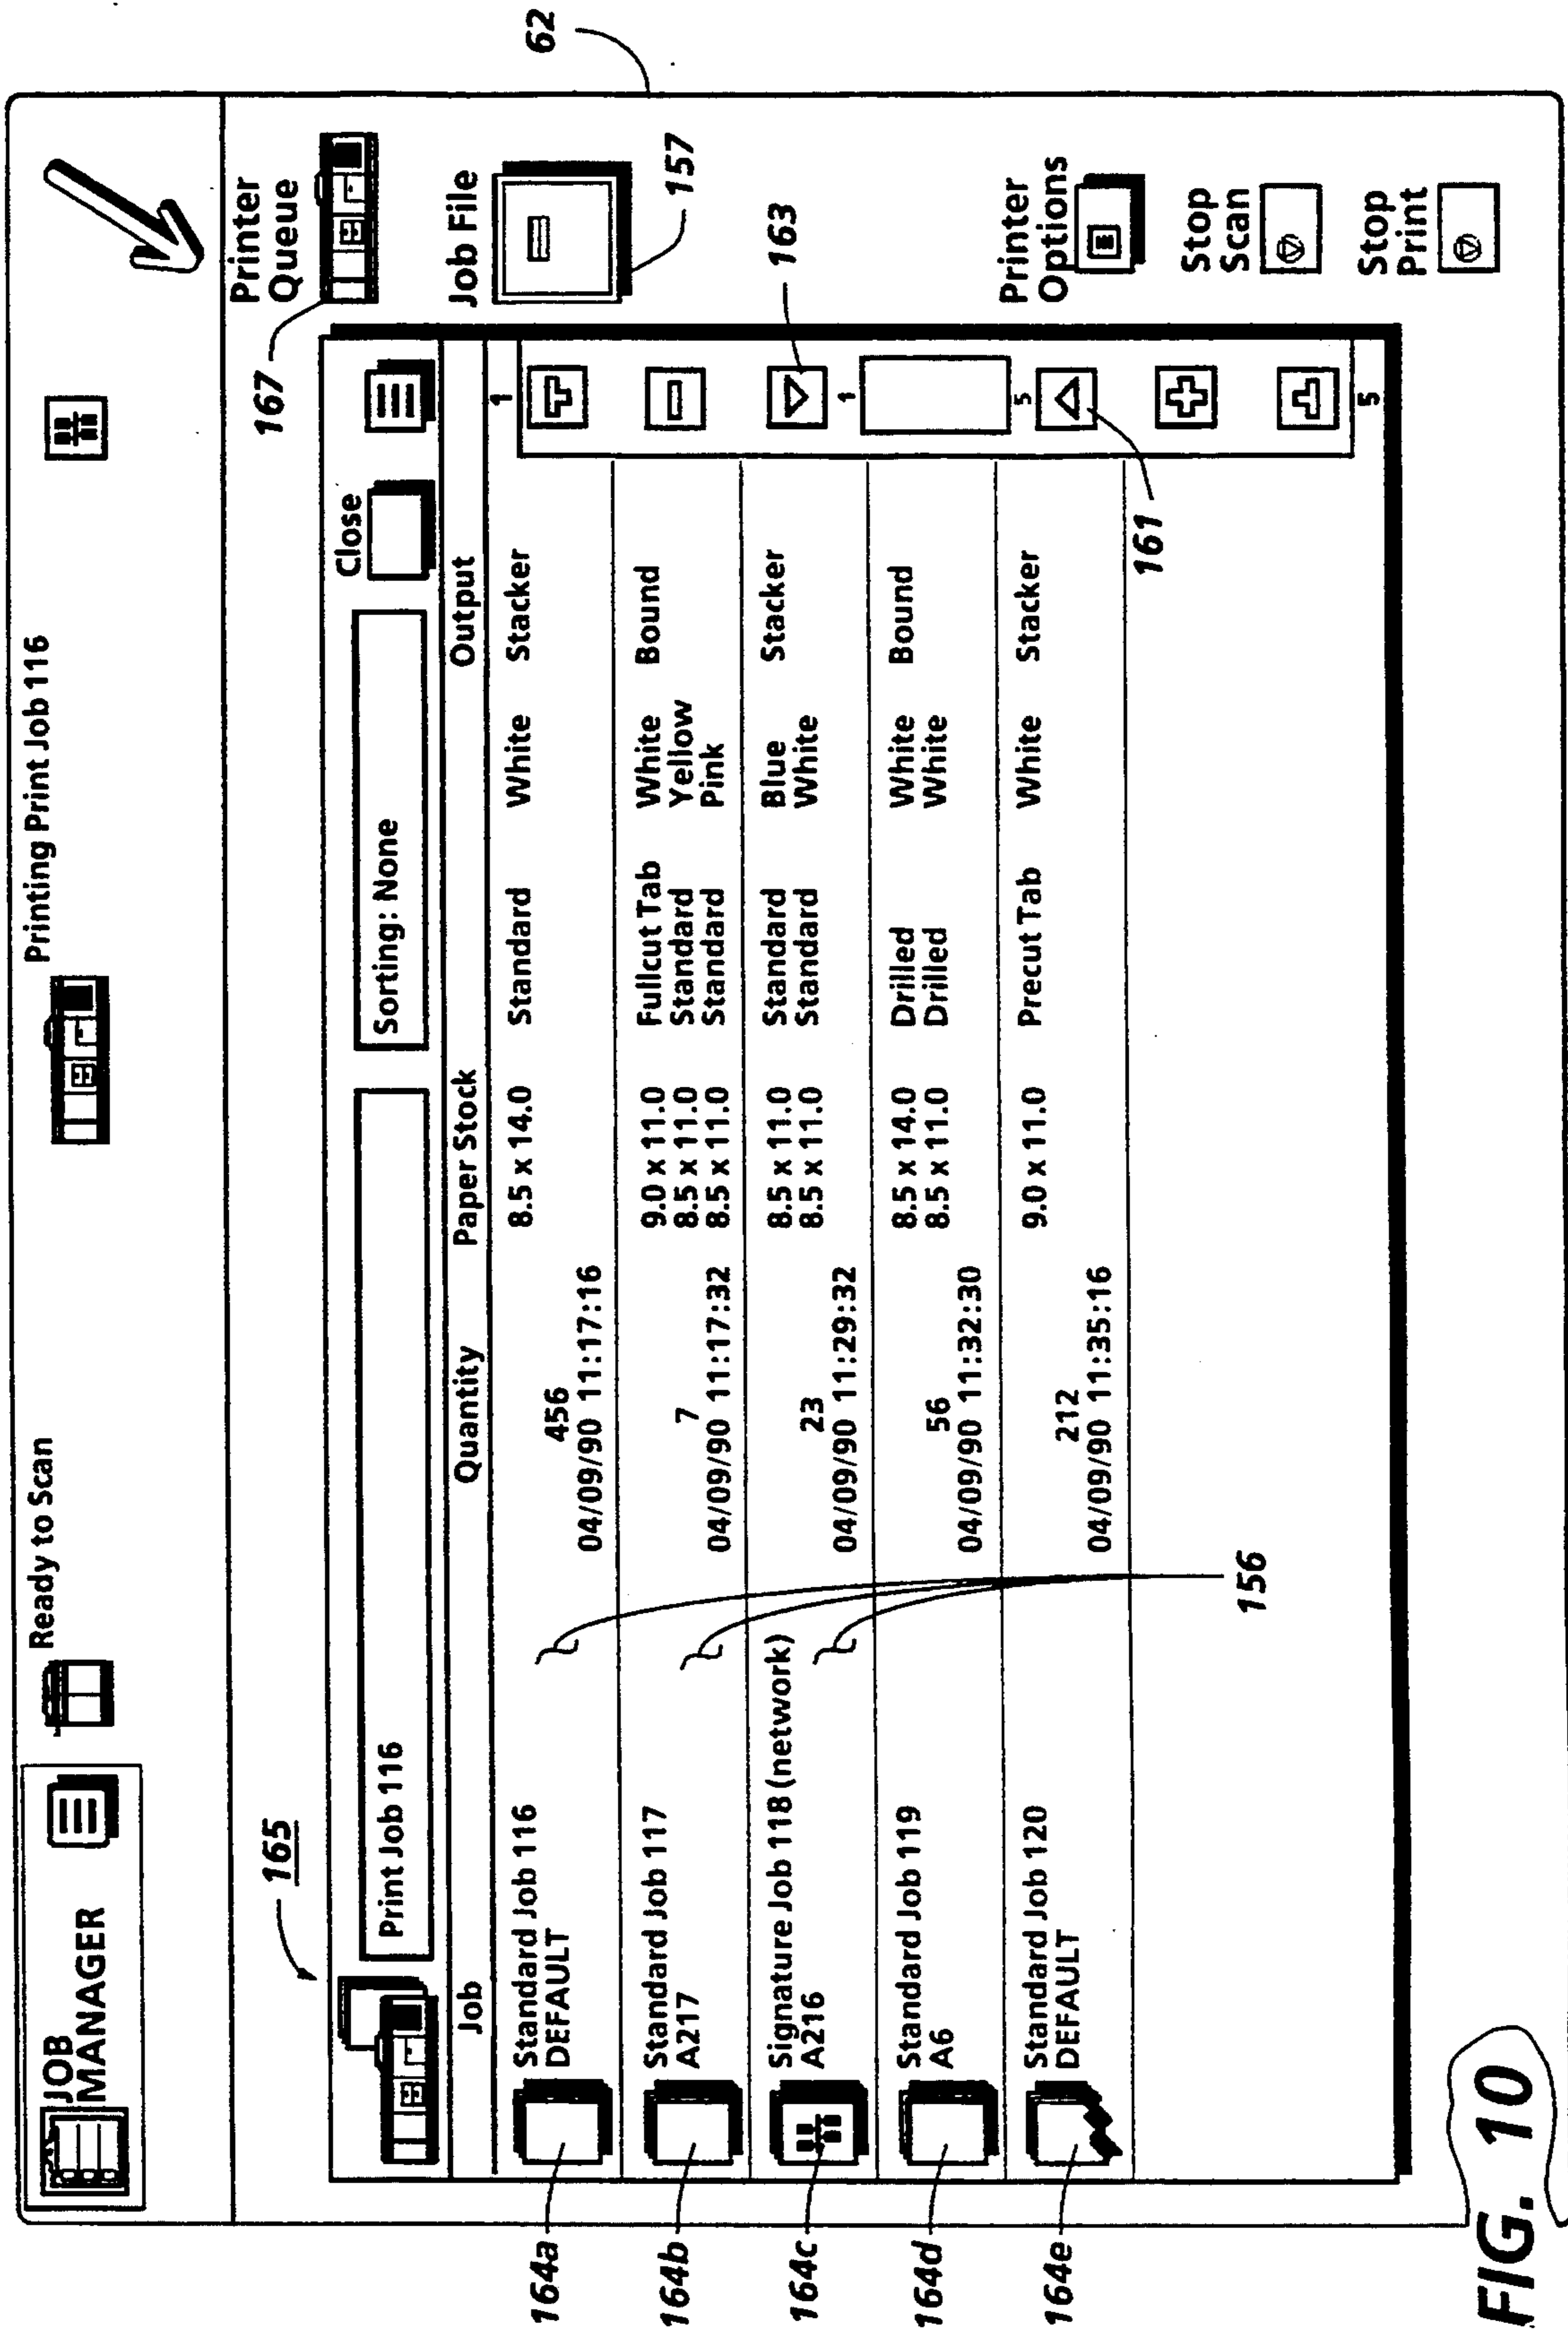 JOB
MANAGER
Ready to Scan
Printing Print Job 116
62
165
167
Printer
Queue
Print Job 116
Sorting: None
Close
Job Quantity Paper Stock Output
Job File
157
164a
Standard Job 116 456 8.5 x 14.0 Standard White Stacker
DEFAULT 04/09/90 11:17:16
1
164b
Standard Job 117 7 9.0 x 11.0 Fullcut Tab White Bound
A217 8.5 x 11.0 Standard Yellow
04/09/90 11:17:32 8.5 x 11.0 Standard Pink
163
164c
Signature Job 118 (network) 23 8.5 x 11.0 Standard Blue Stacker
A216 04/09/90 11:29:32 8.5 x 11.0 Standard White
1
164d
Standard Job 119 56 8.5 x 14.0 Drilled White Bound
A6 04/09/90 11:32:30 8.5 x 11.0 Drilled White
5
164e
Standard Job 120 212 9.0 x 11.0 Precut Tab White Stacker
DEFAULT 04/09/90 11:35:16
161
156
5
Printer
Options
Stop
Scan
Stop
Print
FIG. 10